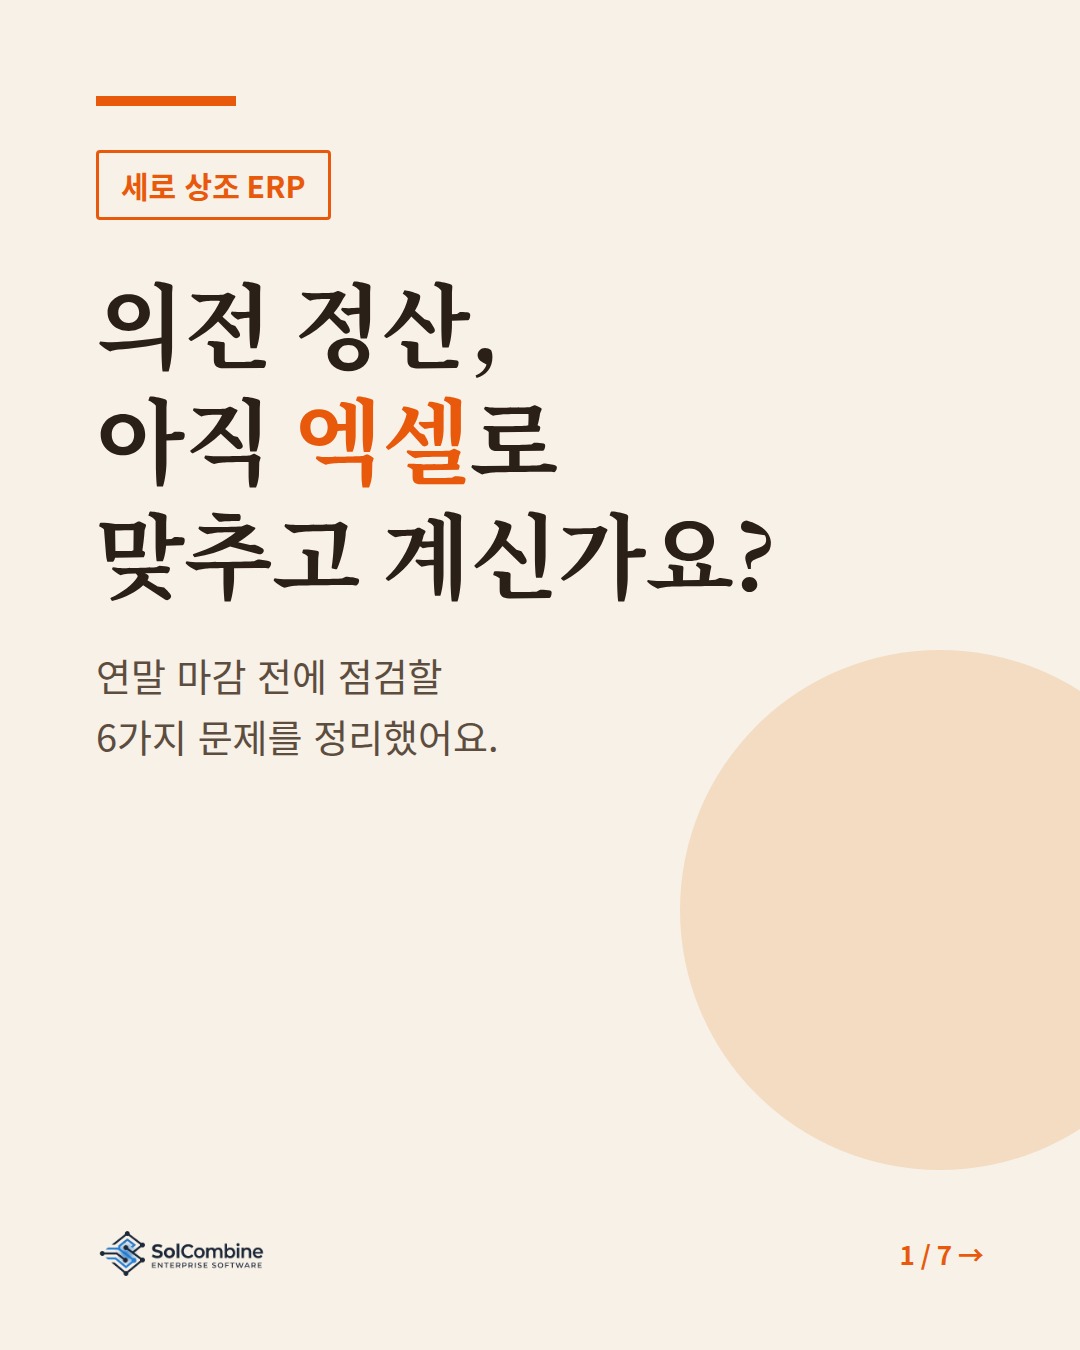 세로 상조 ERP
의전 정산,
아직 엑셀로
맞추고 계신가요?
연말 마감 전에 점검할
6가지 문제를 정리했어요.
SolCombine
ENTERPRISE SOFTWARE
1 / 7 →